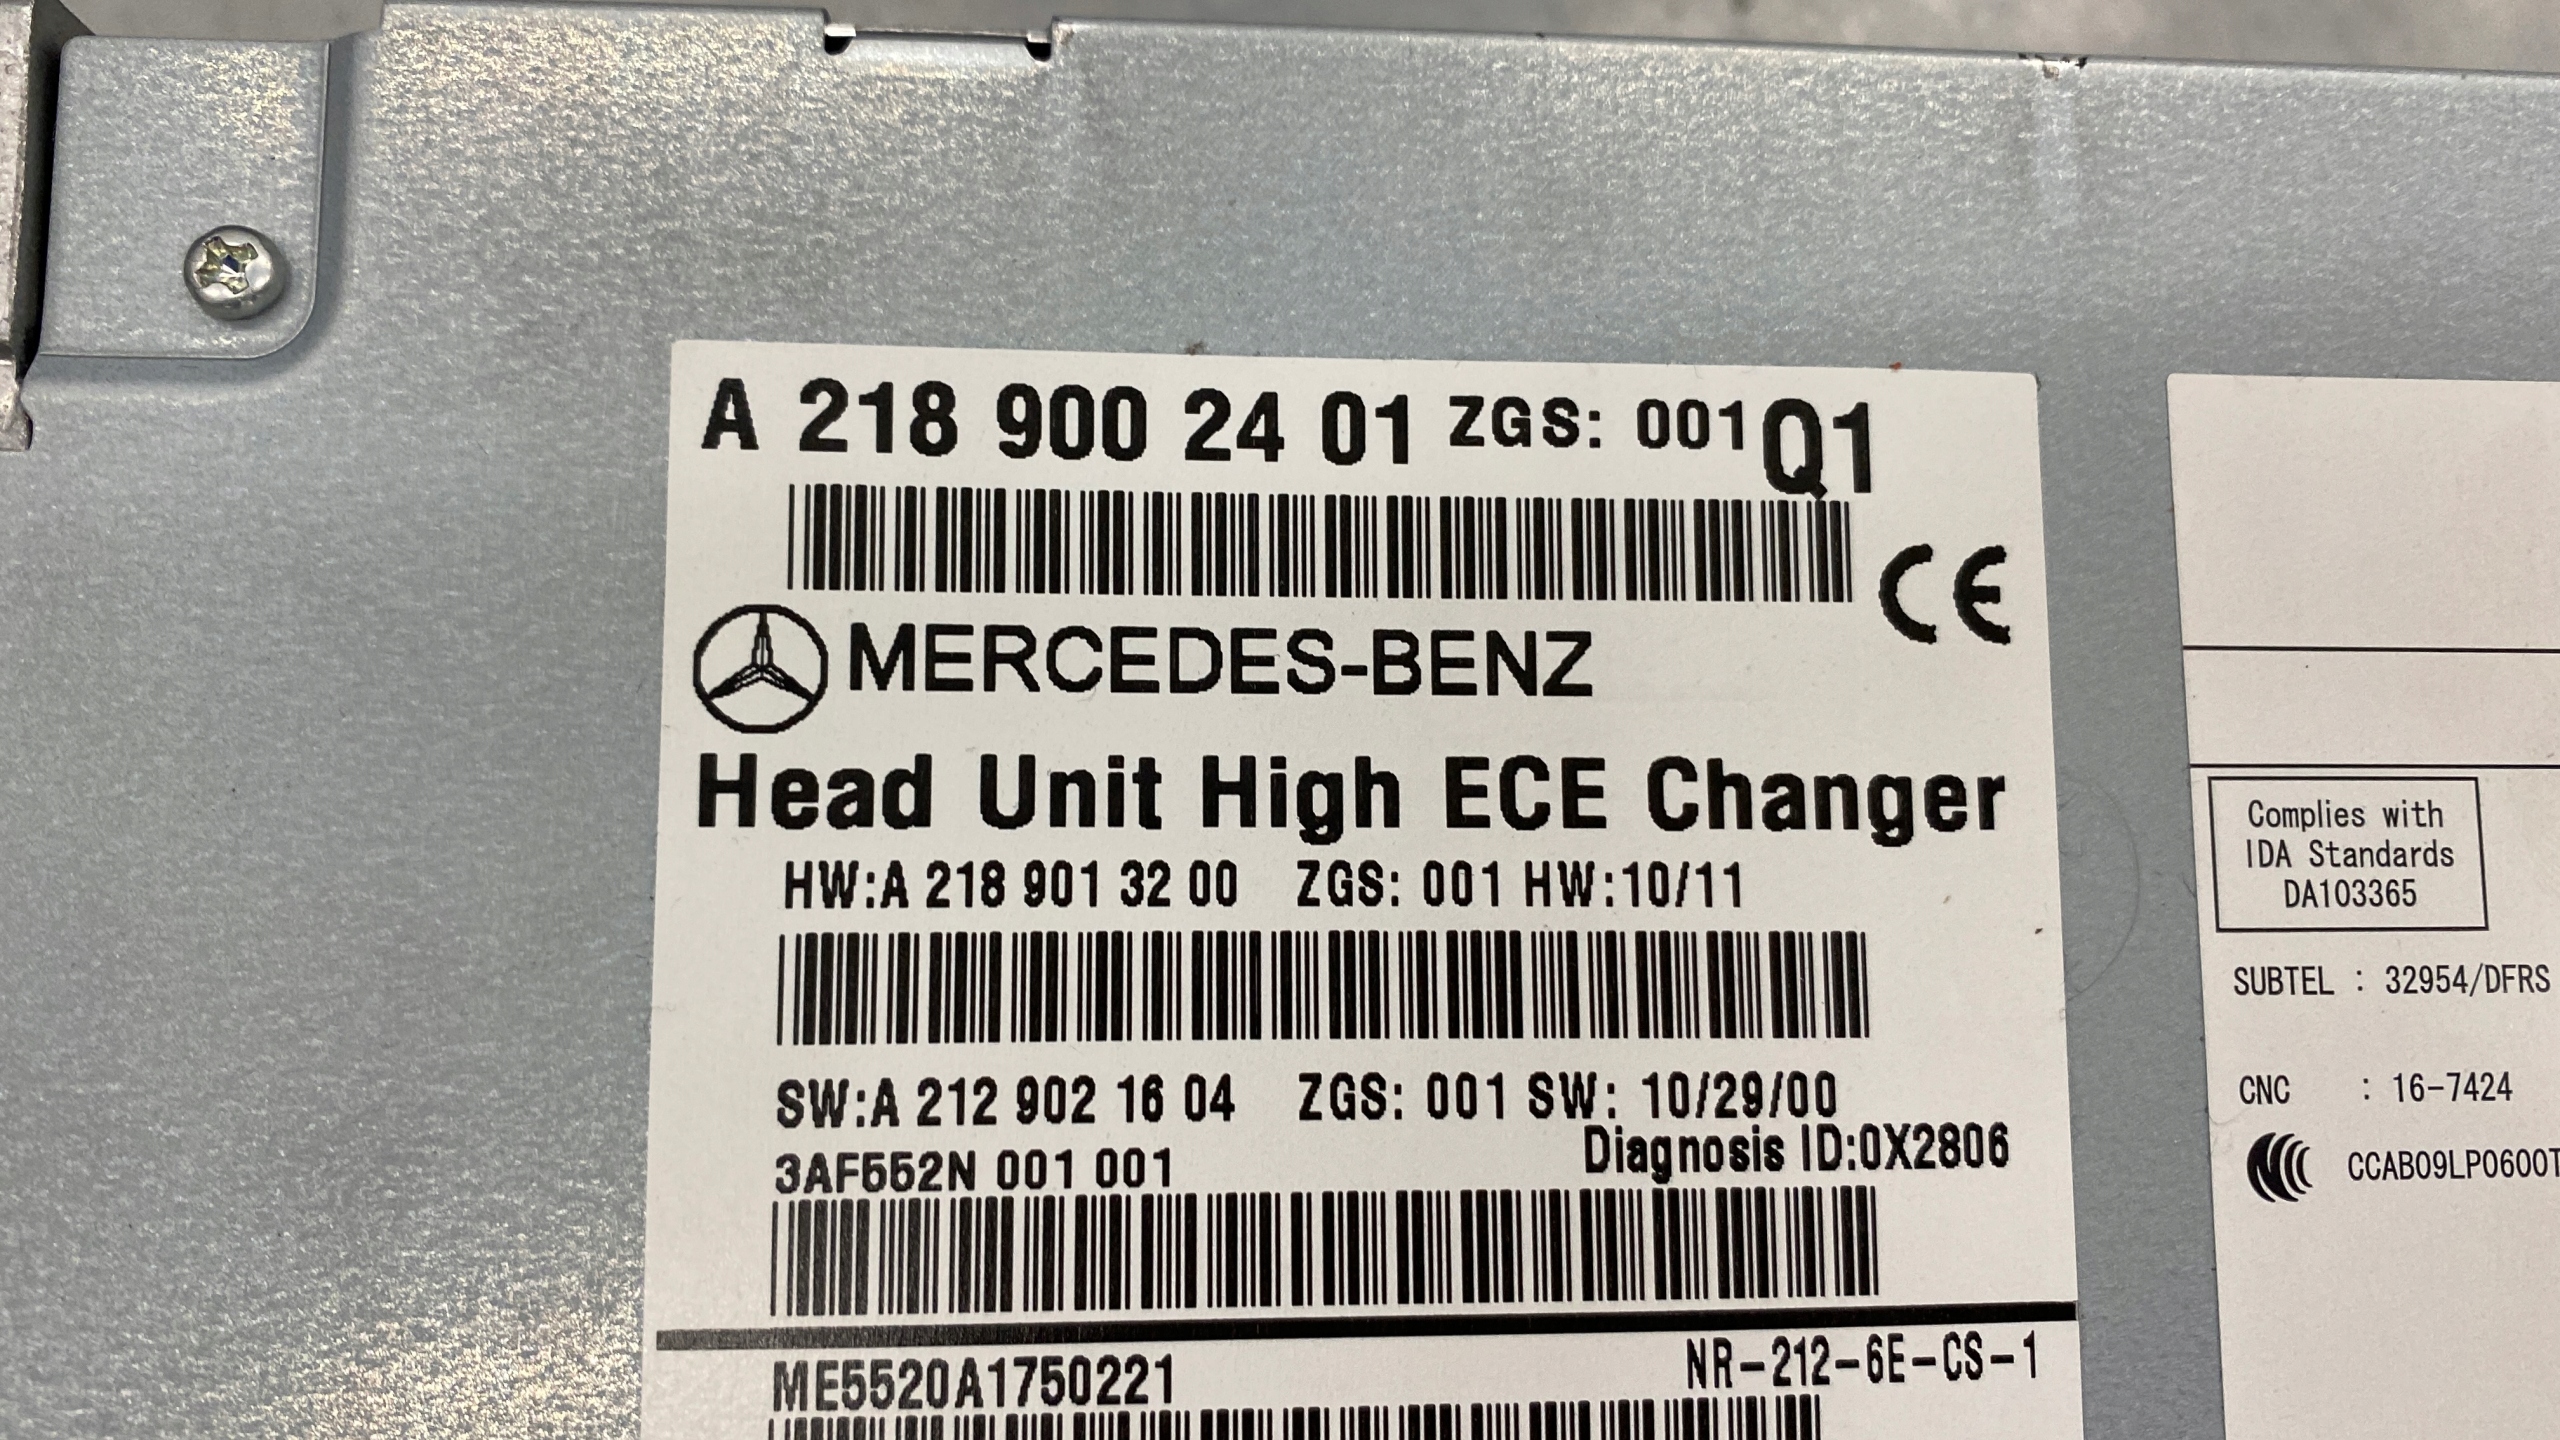 A 218 900 24 01 ZGS: 001 Q1
CE
MERCEDES-BENZ
Head Unit High ECE Changer
HW:A 218 901 32 00 ZGS: 001 HW:10/11
SW:A 212 902 16 04 ZGS: 001 SW: 10/29/00
Diagnosis ID:0X2806
3AF552N 001 001
ME5520A1750221
NR-212-6E-CS-1
Complies with
IDA Standards
DA103365
SUBTEL : 32954/DFRS
CNC : 16-7424
CCAB09LP0600T